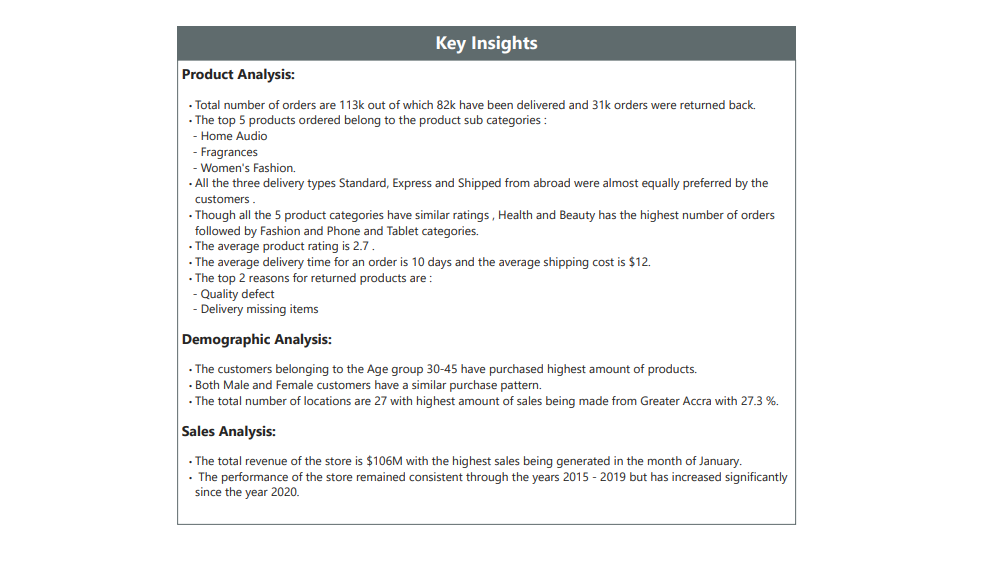 Key Insights
Product Analysis:
• Total number of orders are 113k out of which 82k have been delivered and 31k orders were returned back.
• The top 5 products ordered belong to the product sub categories :
- Home Audio
- Fragrances
- Women's Fashion.
• All the three delivery types Standard, Express and Shipped from abroad were almost equally preferred by the
customers .
• Though all the 5 product categories have similar ratings , Health and Beauty has the highest number of orders
followed by Fashion and Phone and Tablet categories.
• The average product rating is 2.7 .
• The average delivery time for an order is 10 days and the average shipping cost is $12.
• The top 2 reasons for returned products are :
- Quality defect
- Delivery missing items
Demographic Analysis:
• The customers belonging to the Age group 30-45 have purchased highest amount of products.
• Both Male and Female customers have a similar purchase pattern.
• The total number of locations are 27 with highest amount of sales being made from Greater Accra with 27.3 %.
Sales Analysis:
• The total revenue of the store is $106M with the highest sales being generated in the month of January.
• The performance of the store remained consistent through the years 2015 - 2019 but has increased significantly
since the year 2020.